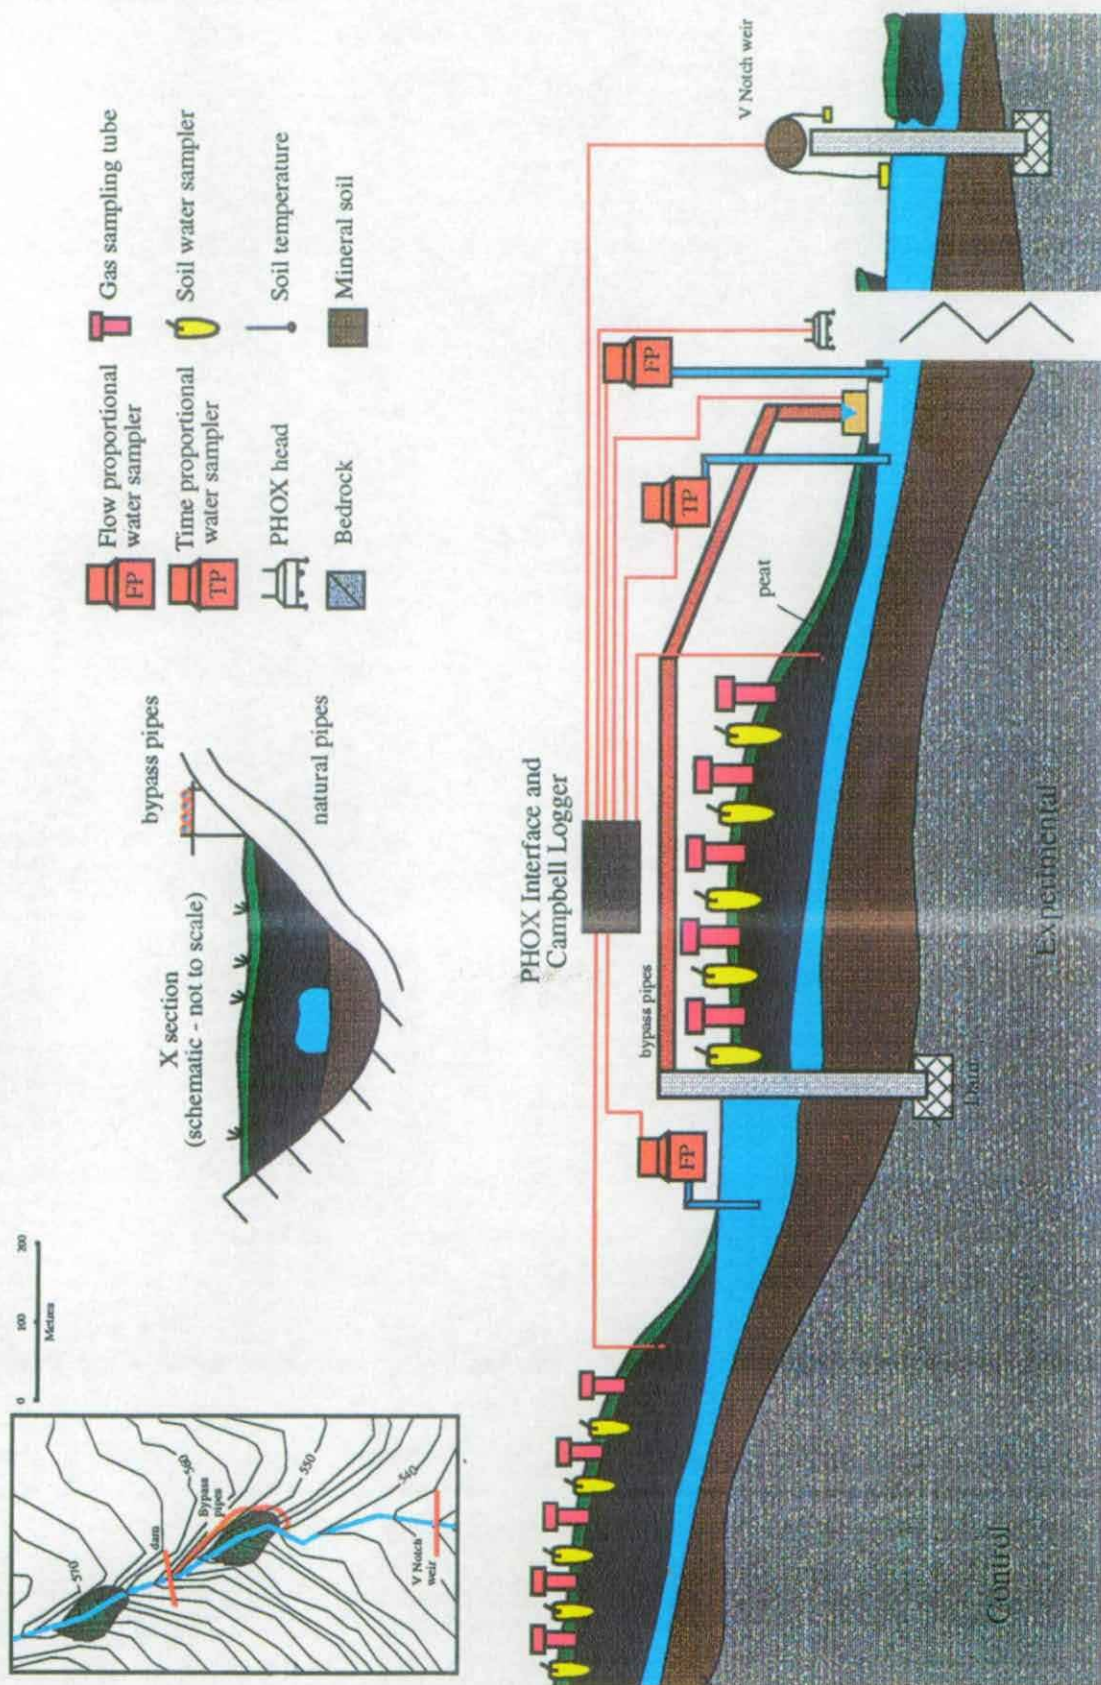 0 100 200
Metres
570
dam
560
Bypass
pipes
550
540
V Notch
weir
X section
(schematic - not to scale)
bypass pipes
natural pipes
FP
Flow proportional
water sampler
TP
Time proportional
water sampler
PHOX head
Bedrock
Gas sampling tube
Soil water sampler
Soil temperature
Mineral soil
PHOX Interface and
Campbell Logger
V Notch weir
bypass pipes
FP
TP
FP
peat
Dam
Control
Experimental